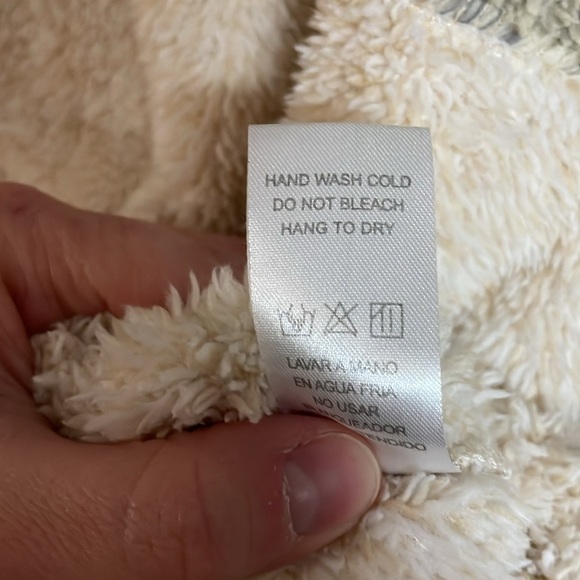 HAND WASH COLD
DO NOT BLEACH
HANG TO DRY
LAVAR A MANO
EN AGUA FRIA
NO USAR